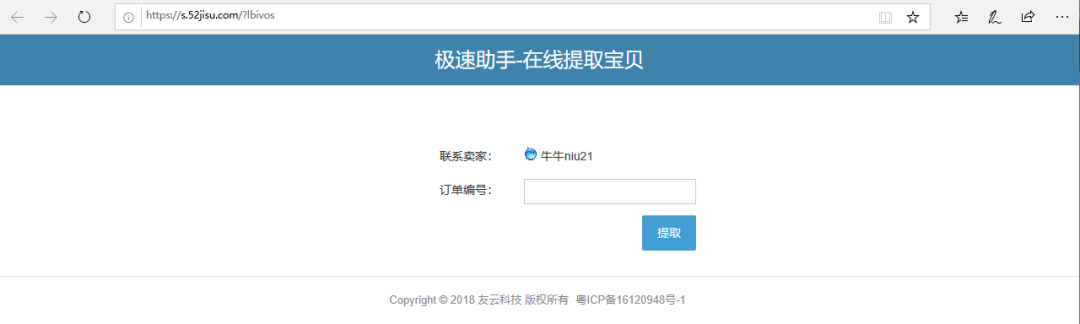 https://s.52jisu.com/?lbivos
极速助手-在线提取宝贝
联系卖家： 牛牛niu21
订单编号：
提取
Copyright © 2018 友云科技 版权所有 粤ICP备16120948号-1